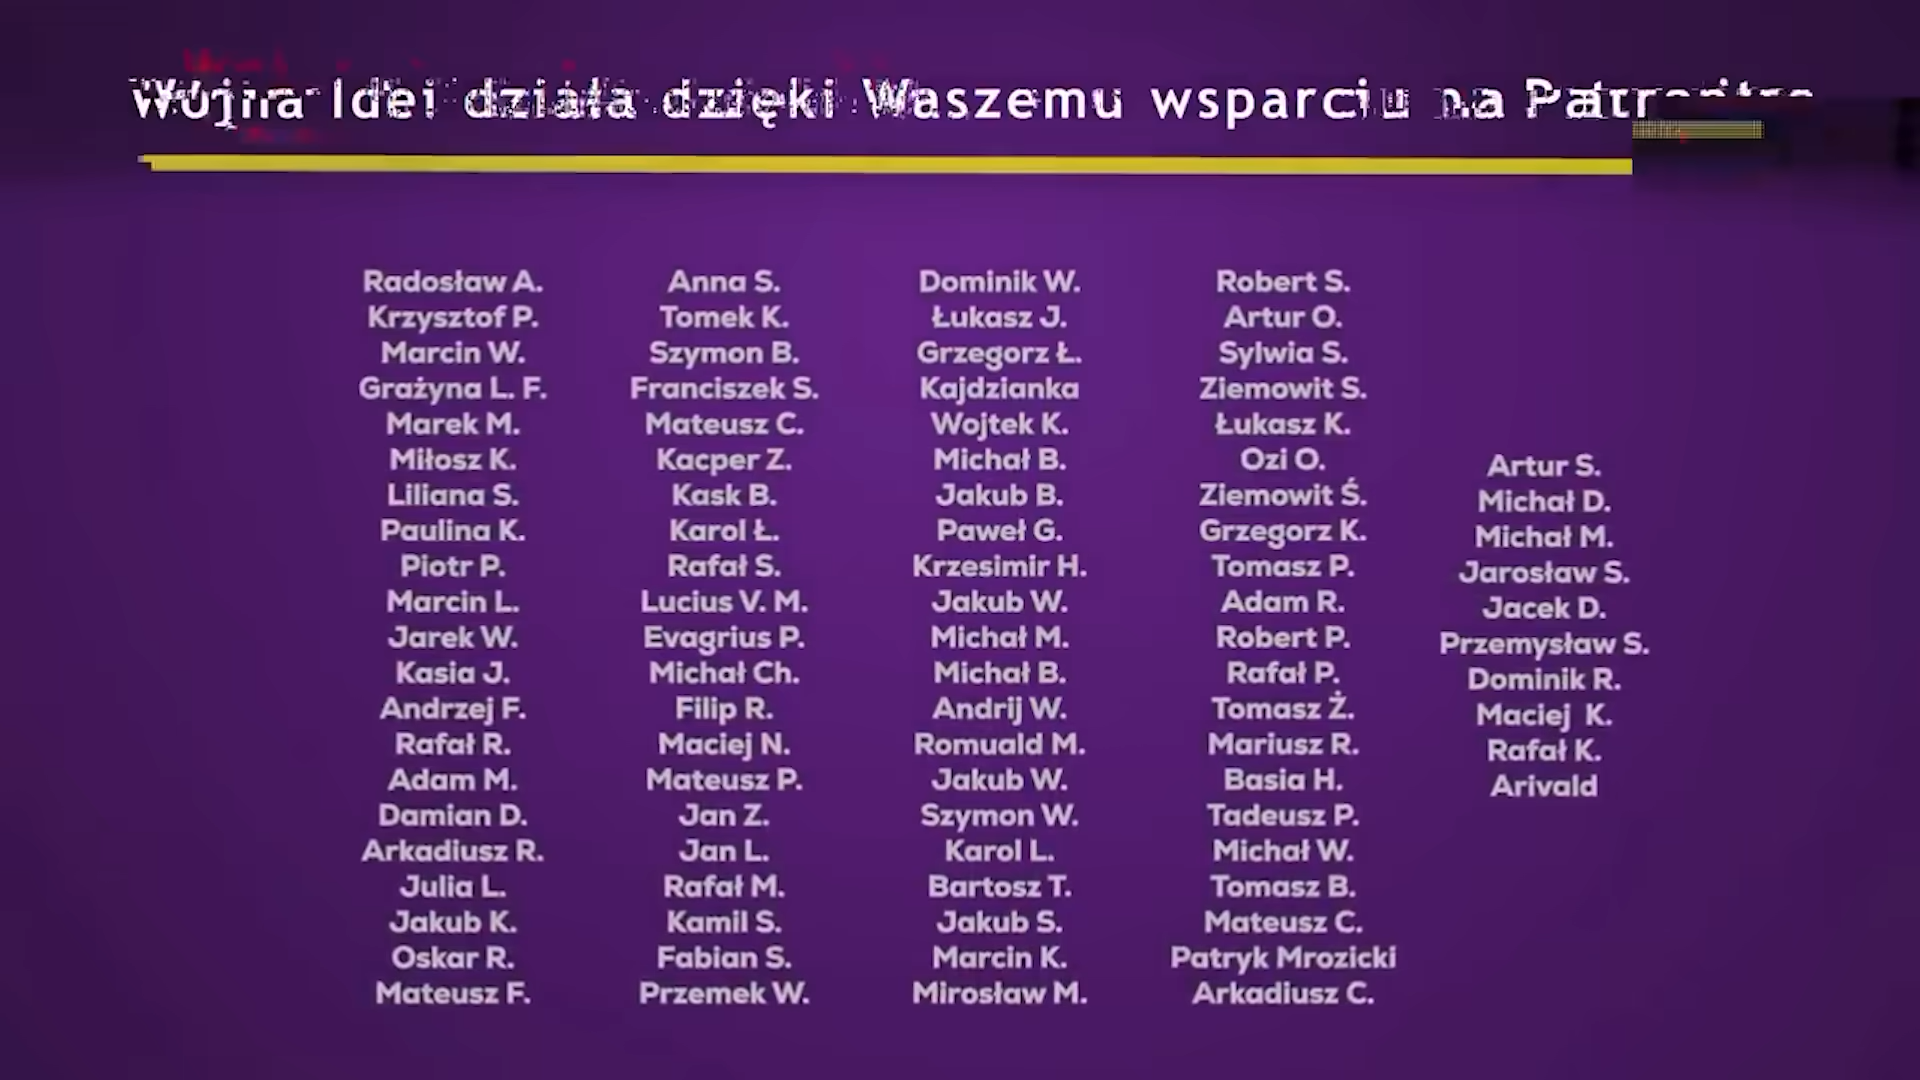 Wojna Idei działa dzięki Waszemu wsparciu na Patronite
Radosław A.
Krzysztof P.
Marcin W.
Grażyna L. F.
Marek M.
Miłosz K.
Liliana S.
Paulina K.
Piotr P.
Marcin L.
Jarek W.
Kasia J.
Andrzej F.
Rafał R.
Adam M.
Damian D.
Arkadiusz R.
Julia L.
Jakub K.
Oskar R.
Mateusz F.
Anna S.
Tomek K.
Szymon B.
Franciszek S.
Mateusz C.
Kacper Z.
Kask B.
Karol Ł.
Rafał S.
Lucius V. M.
Evagrius P.
Michał Ch.
Filip R.
Maciej N.
Mateusz P.
Jan Z.
Jan L.
Rafał M.
Kamil S.
Fabian S.
Przemek W.
Dominik W.
Łukasz J.
Grzegorz Ł.
Kajdzianka
Wojtek K.
Michał B.
Jakub B.
Paweł G.
Krzesimir H.
Jakub W.
Michał M.
Michał B.
Andrij W.
Romuald M.
Jakub W.
Szymon W.
Karol L.
Bartosz T.
Jakub S.
Marcin K.
Mirosław M.
Robert S.
Artur O.
Sylwia S.
Ziemowit S.
Łukasz K.
Ozi O.
Ziemowit Ś.
Grzegorz K.
Tomasz P.
Adam R.
Robert P.
Rafał P.
Tomasz Ż.
Mariusz R.
Basia H.
Tadeusz P.
Michał W.
Tomasz B.
Mateusz C.
Patryk Mrozicki
Arkadiusz C.
Artur S.
Michał D.
Michał M.
Jarosław S.
Jacek D.
Przemysław S.
Dominik R.
Maciej K.
Rafał K.
Arivald